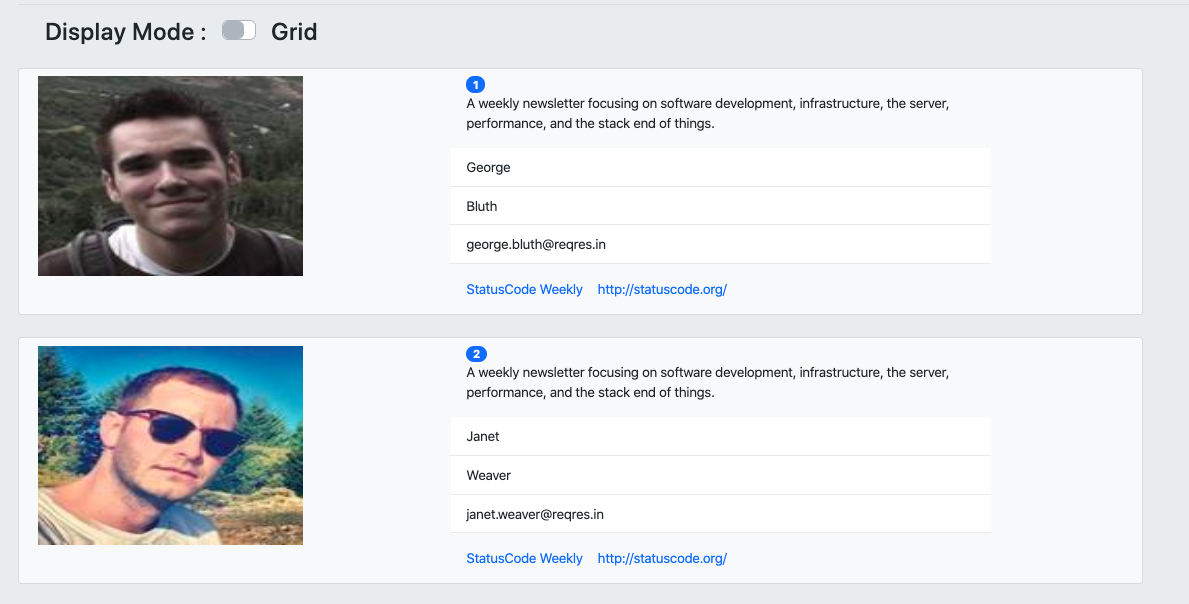 Display Mode : Grid
1
A weekly newsletter focusing on software development, infrastructure, the server,
performance, and the stack end of things.
George
Bluth
george.bluth@reqres.in
StatusCode Weekly http://statuscode.org/
2
A weekly newsletter focusing on software development, infrastructure, the server,
performance, and the stack end of things.
Janet
Weaver
janet.weaver@reqres.in
StatusCode Weekly http://statuscode.org/